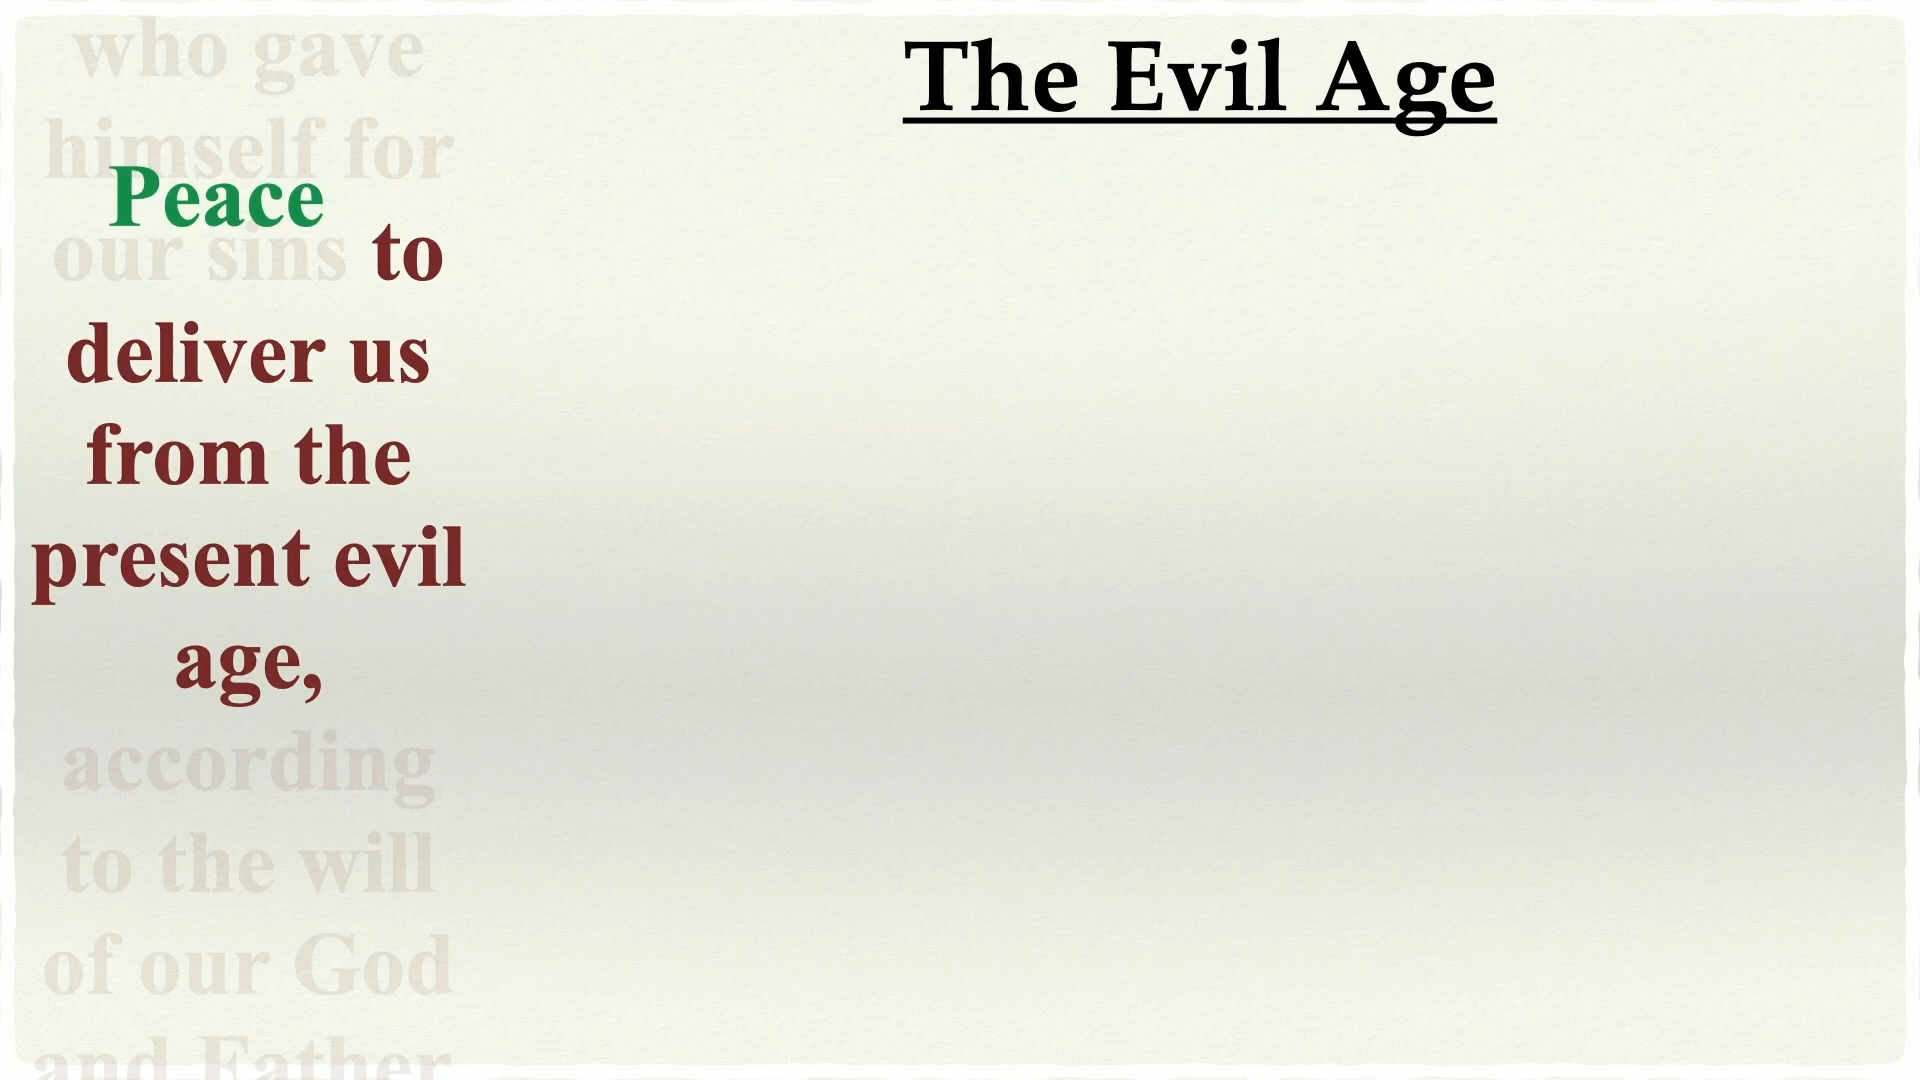 The Evil Age
who gave
himself for
Peace
our sins to
deliver us
from the
present evil
age,
according
to the will
of our God
and Father